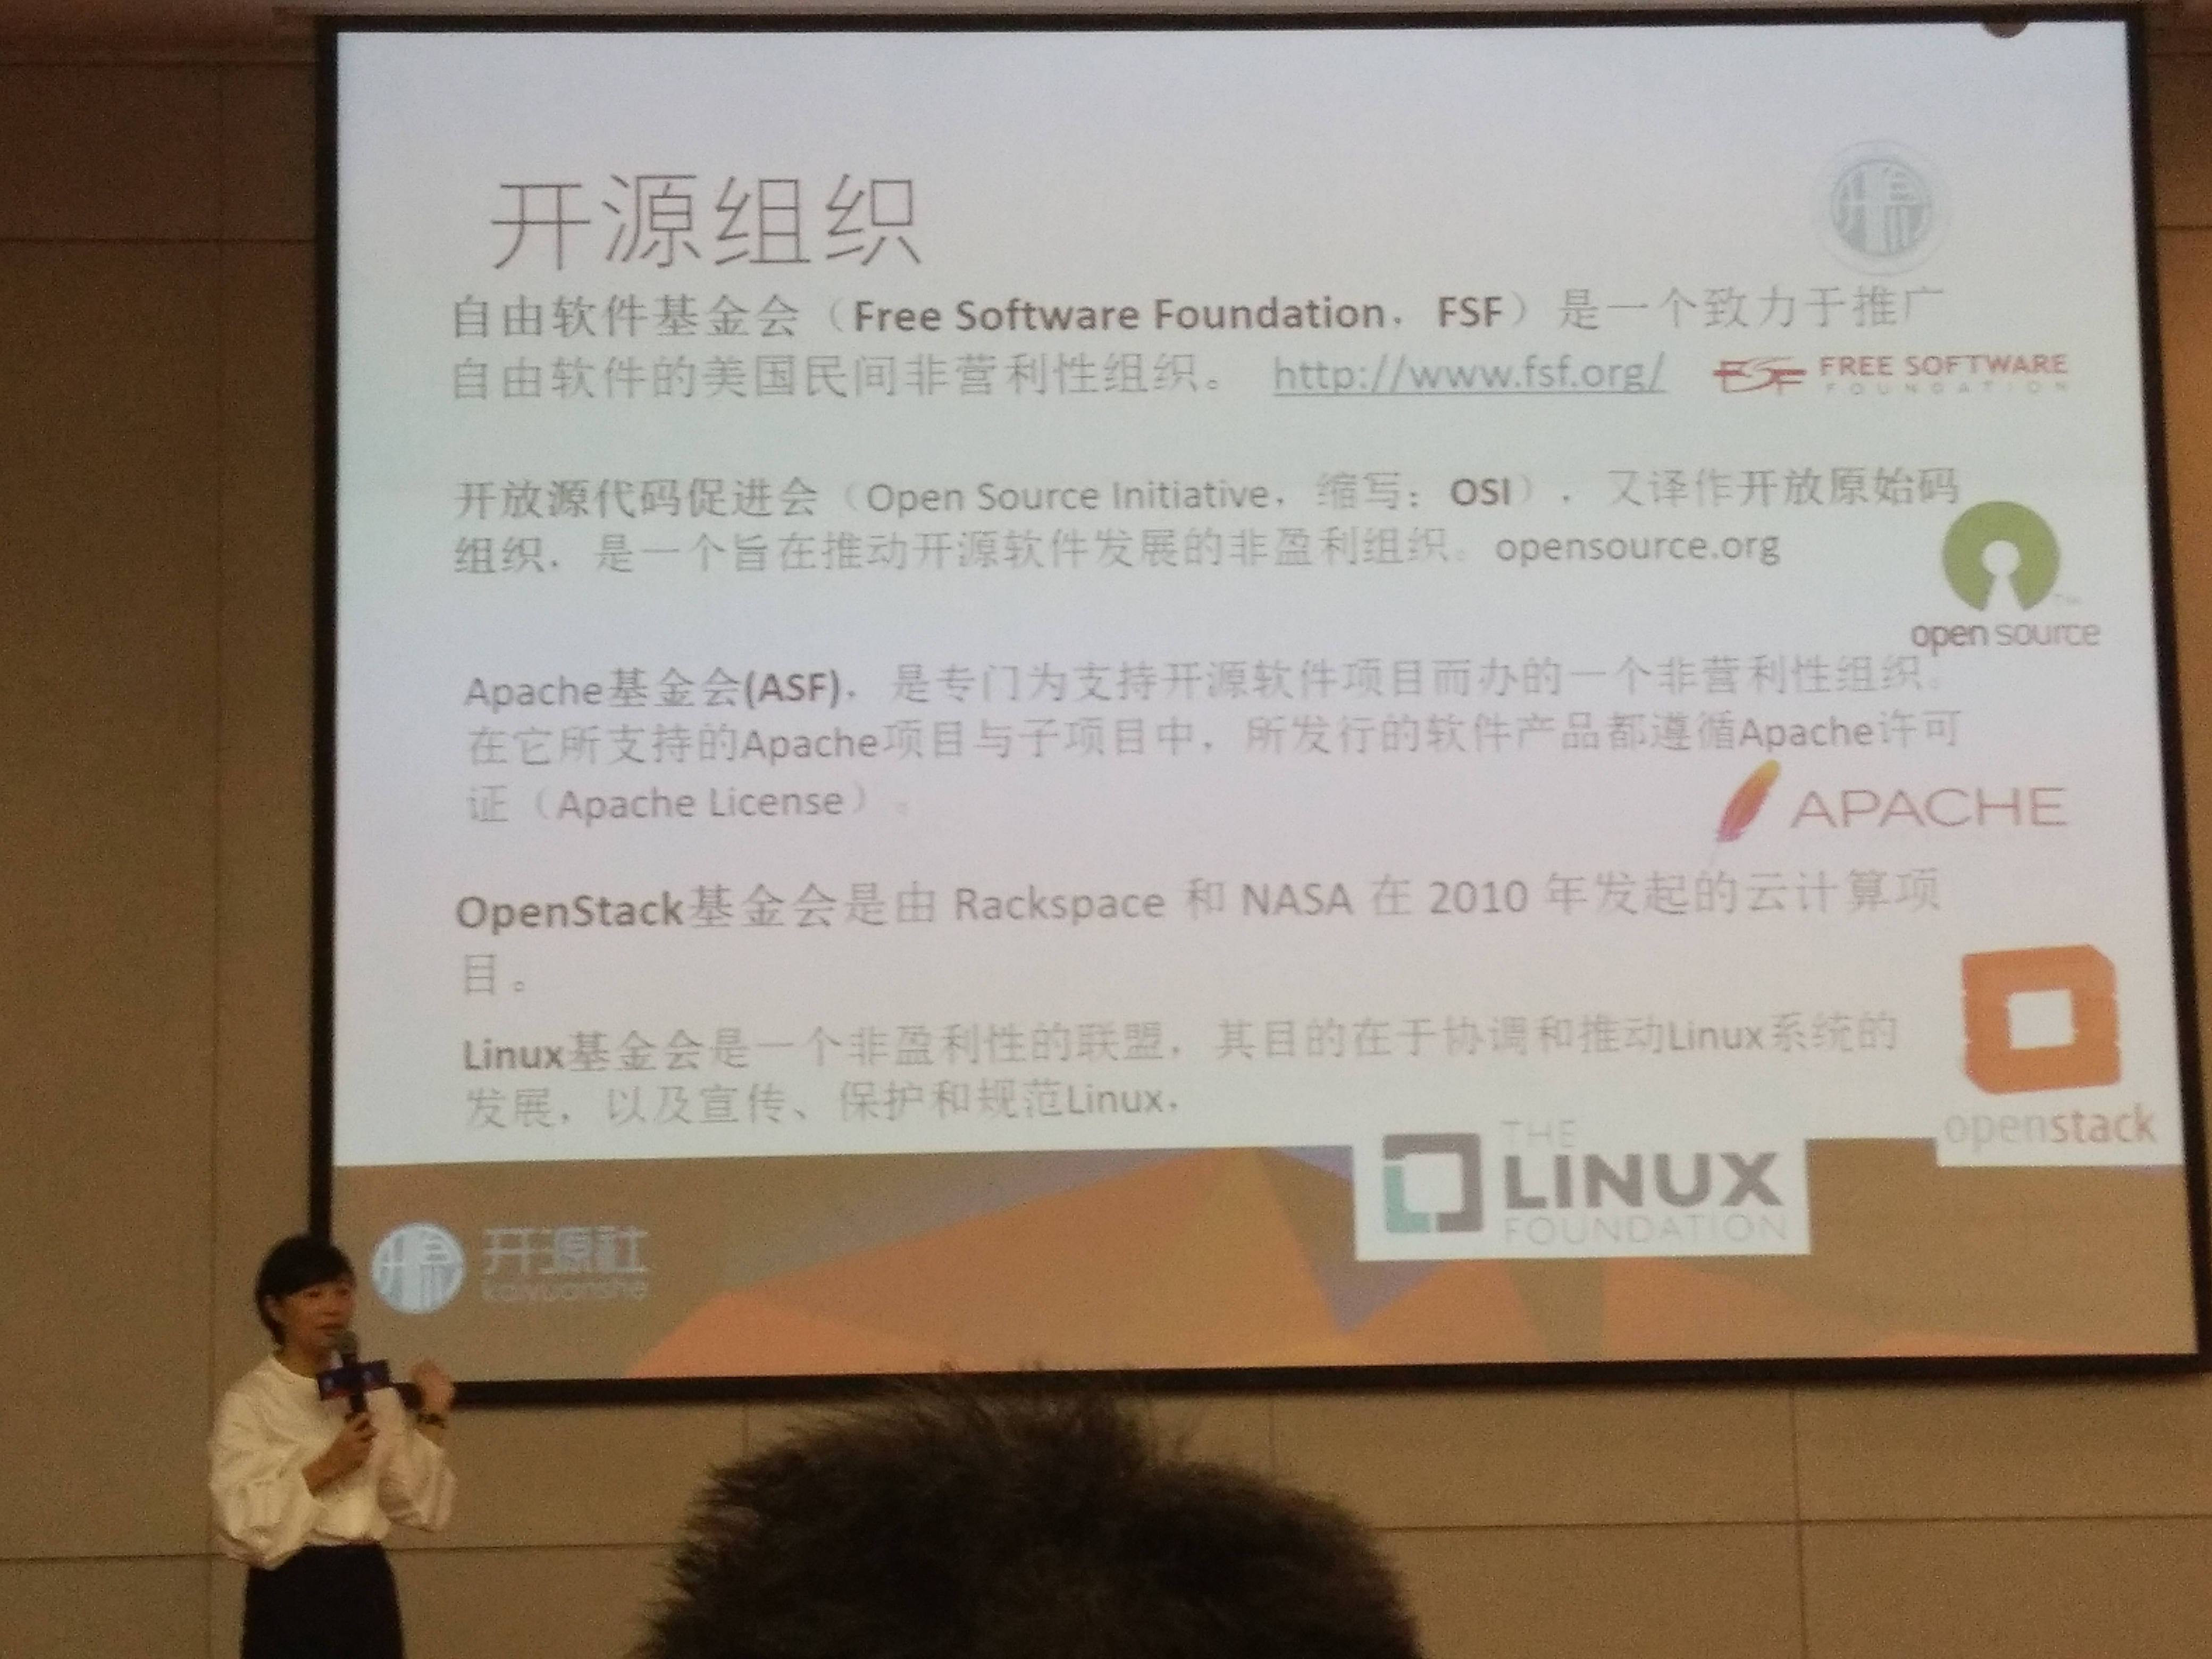 开源组织
自由软件基金会（Free Software Foundation，FSF）是一个致力于推广
自由软件的美国民间非营利性组织。 http://www.fsf.org/
FSF FREE SOFTWARE
FOUNDATION
开放源代码促进会（Open Source Initiative，缩写：OSI），又译作开放原始码
组织，是一个旨在推动开源软件发展的非盈利组织。opensource.org
open source
Apache基金会(ASF)，是专门为支持开源软件项目而办的一个非营利性组织。
在它所支持的Apache项目与子项目中，所发行的软件产品都遵循Apache许可
证（Apache License）。
APACHE
OpenStack基金会是由 Rackspace 和 NASA 在 2010 年发起的云计算项
目。
openstack
Linux基金会是一个非盈利性的联盟，其目的在于协调和推动Linux系统的
发展，以及宣传、保护和规范Linux，
THE
LINUX
FOUNDATION
开源社
kaiyuanshe